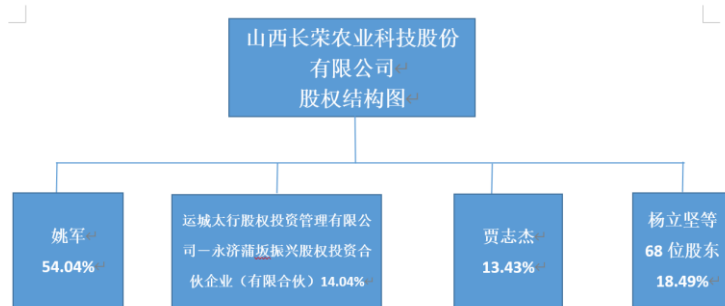 山西长荣农业科技股份
有限公司
股权结构图
姚军
54.04%
运城太行股权投资管理有限公
司－永济蒲坂振兴股权投资合
伙企业（有限合伙）14.04%
贾志杰
13.43%
杨立坚等
68 位股东
18.49%